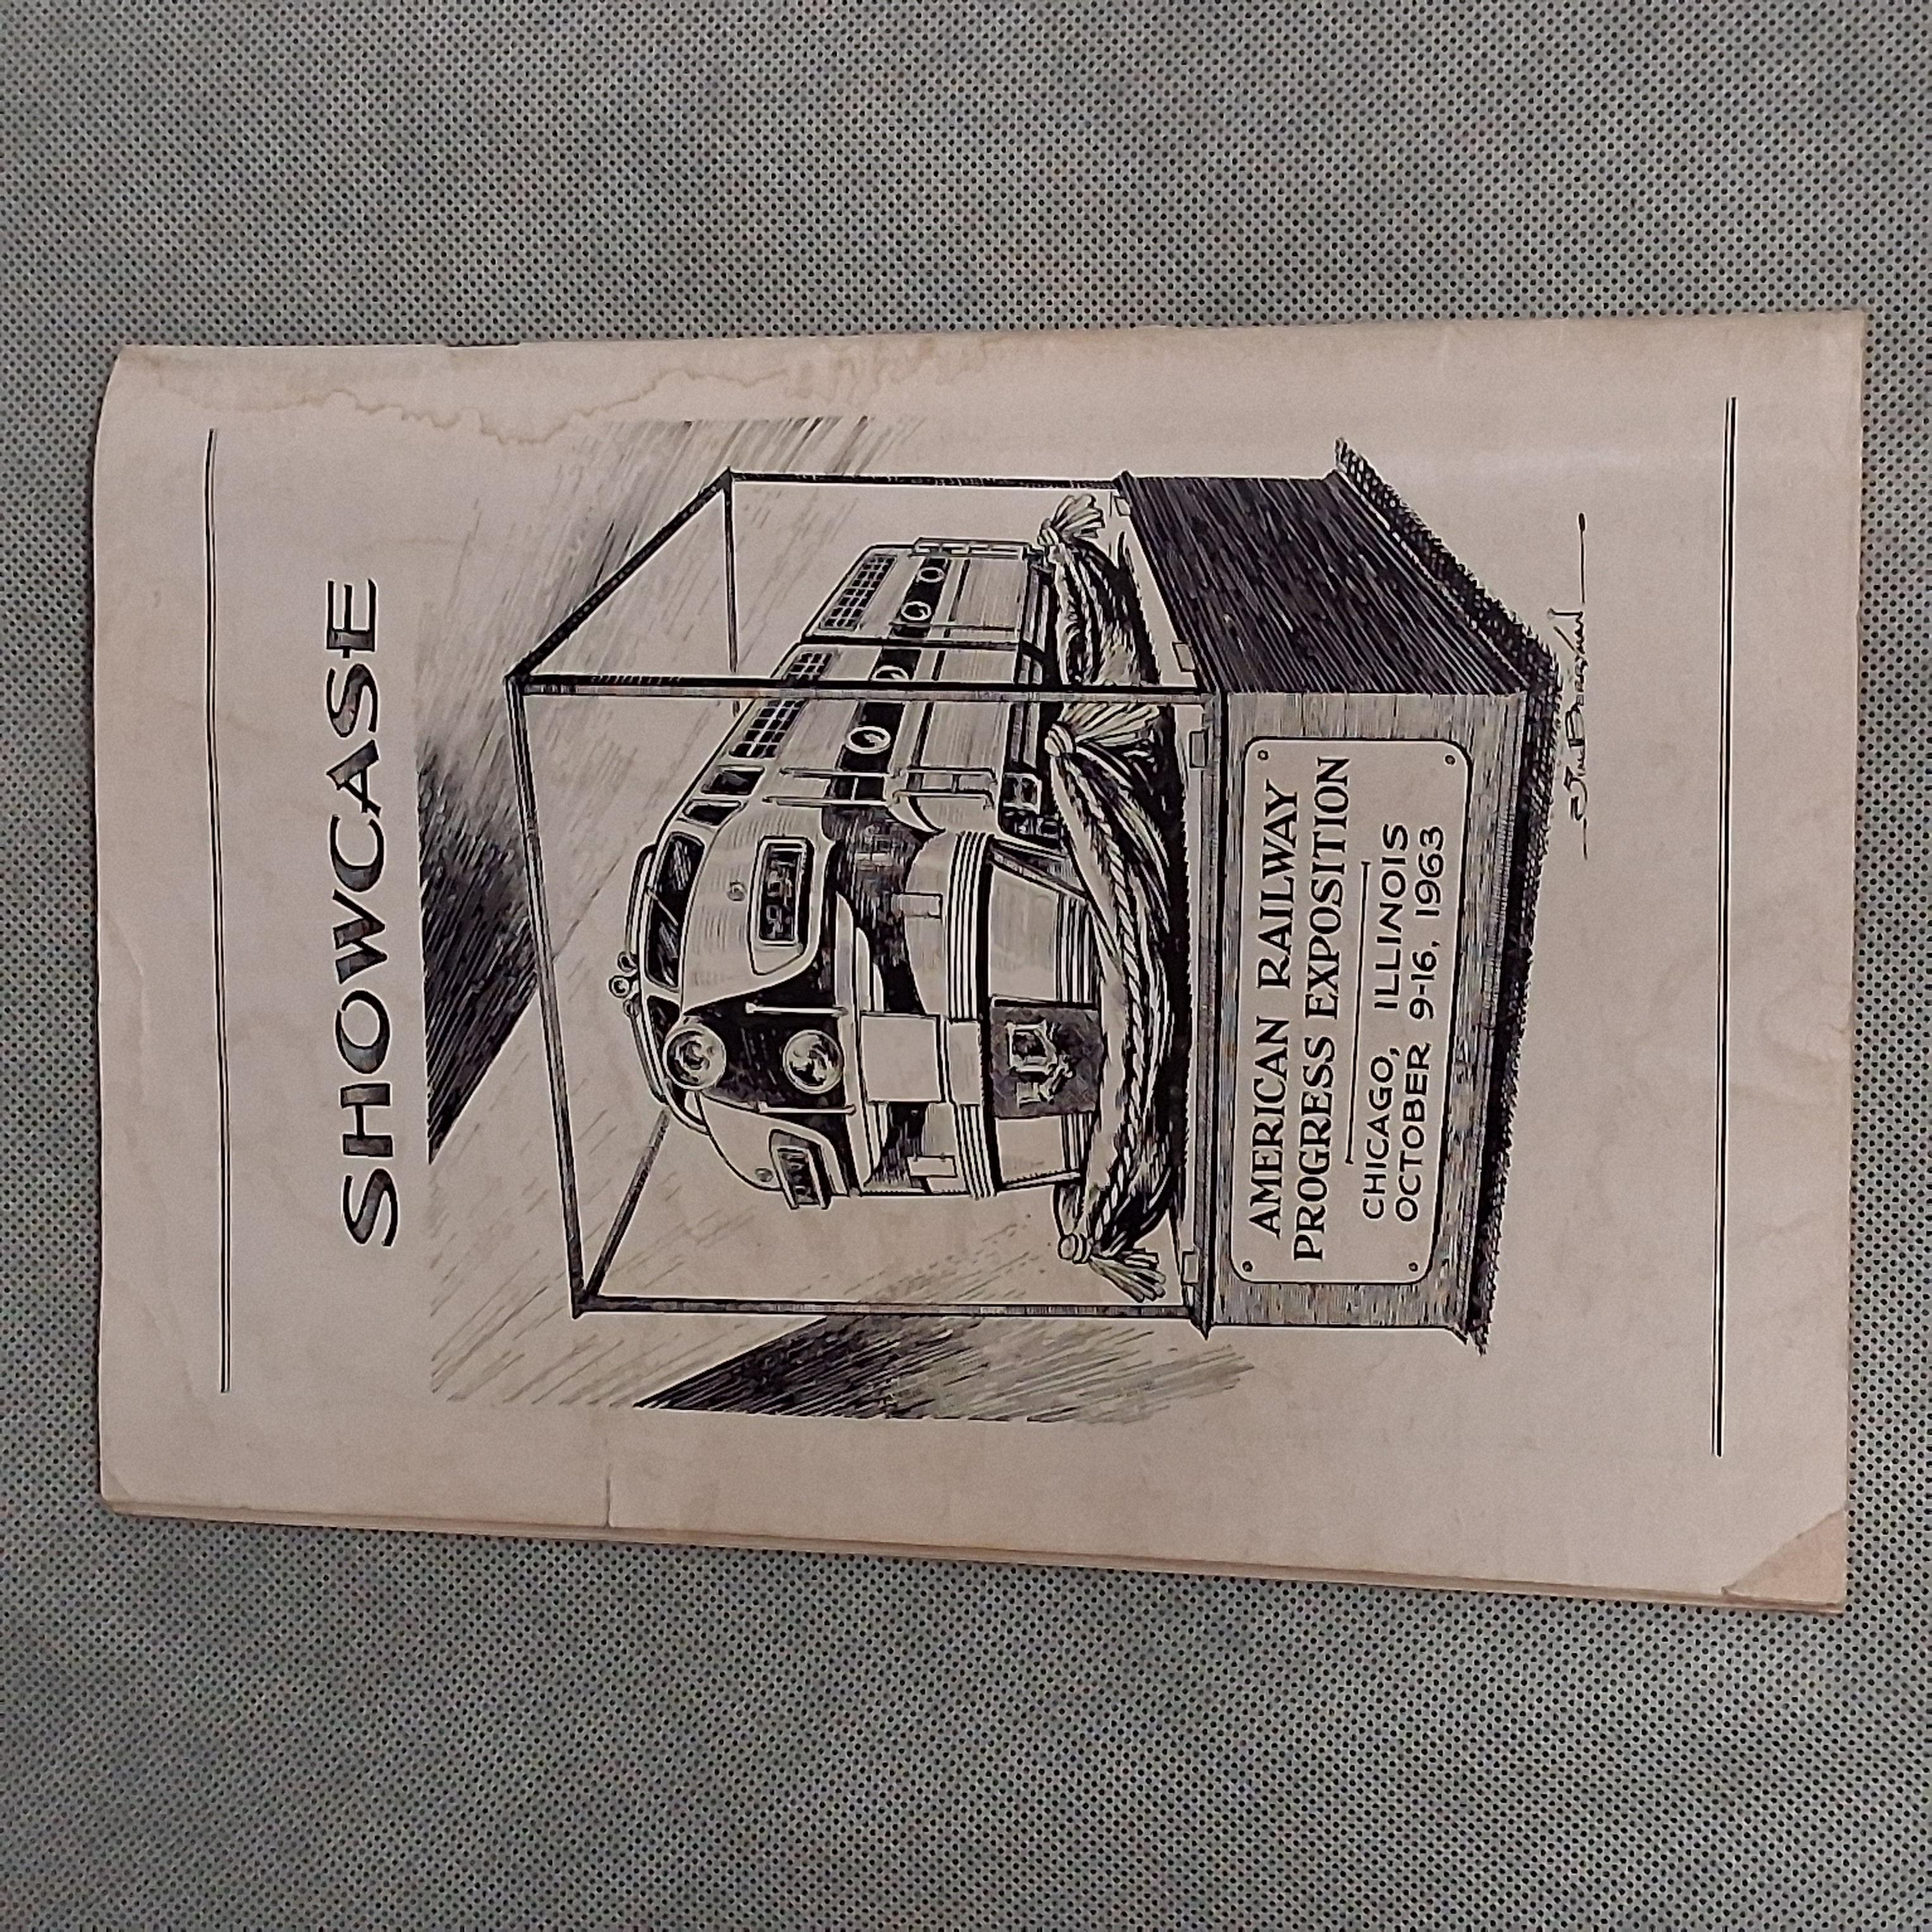 SHOWCASE
AMERICAN RAILWAY
PROGRESS EXPOSITION
CHICAGO, ILLINOIS
OCTOBER 9-16, 1963